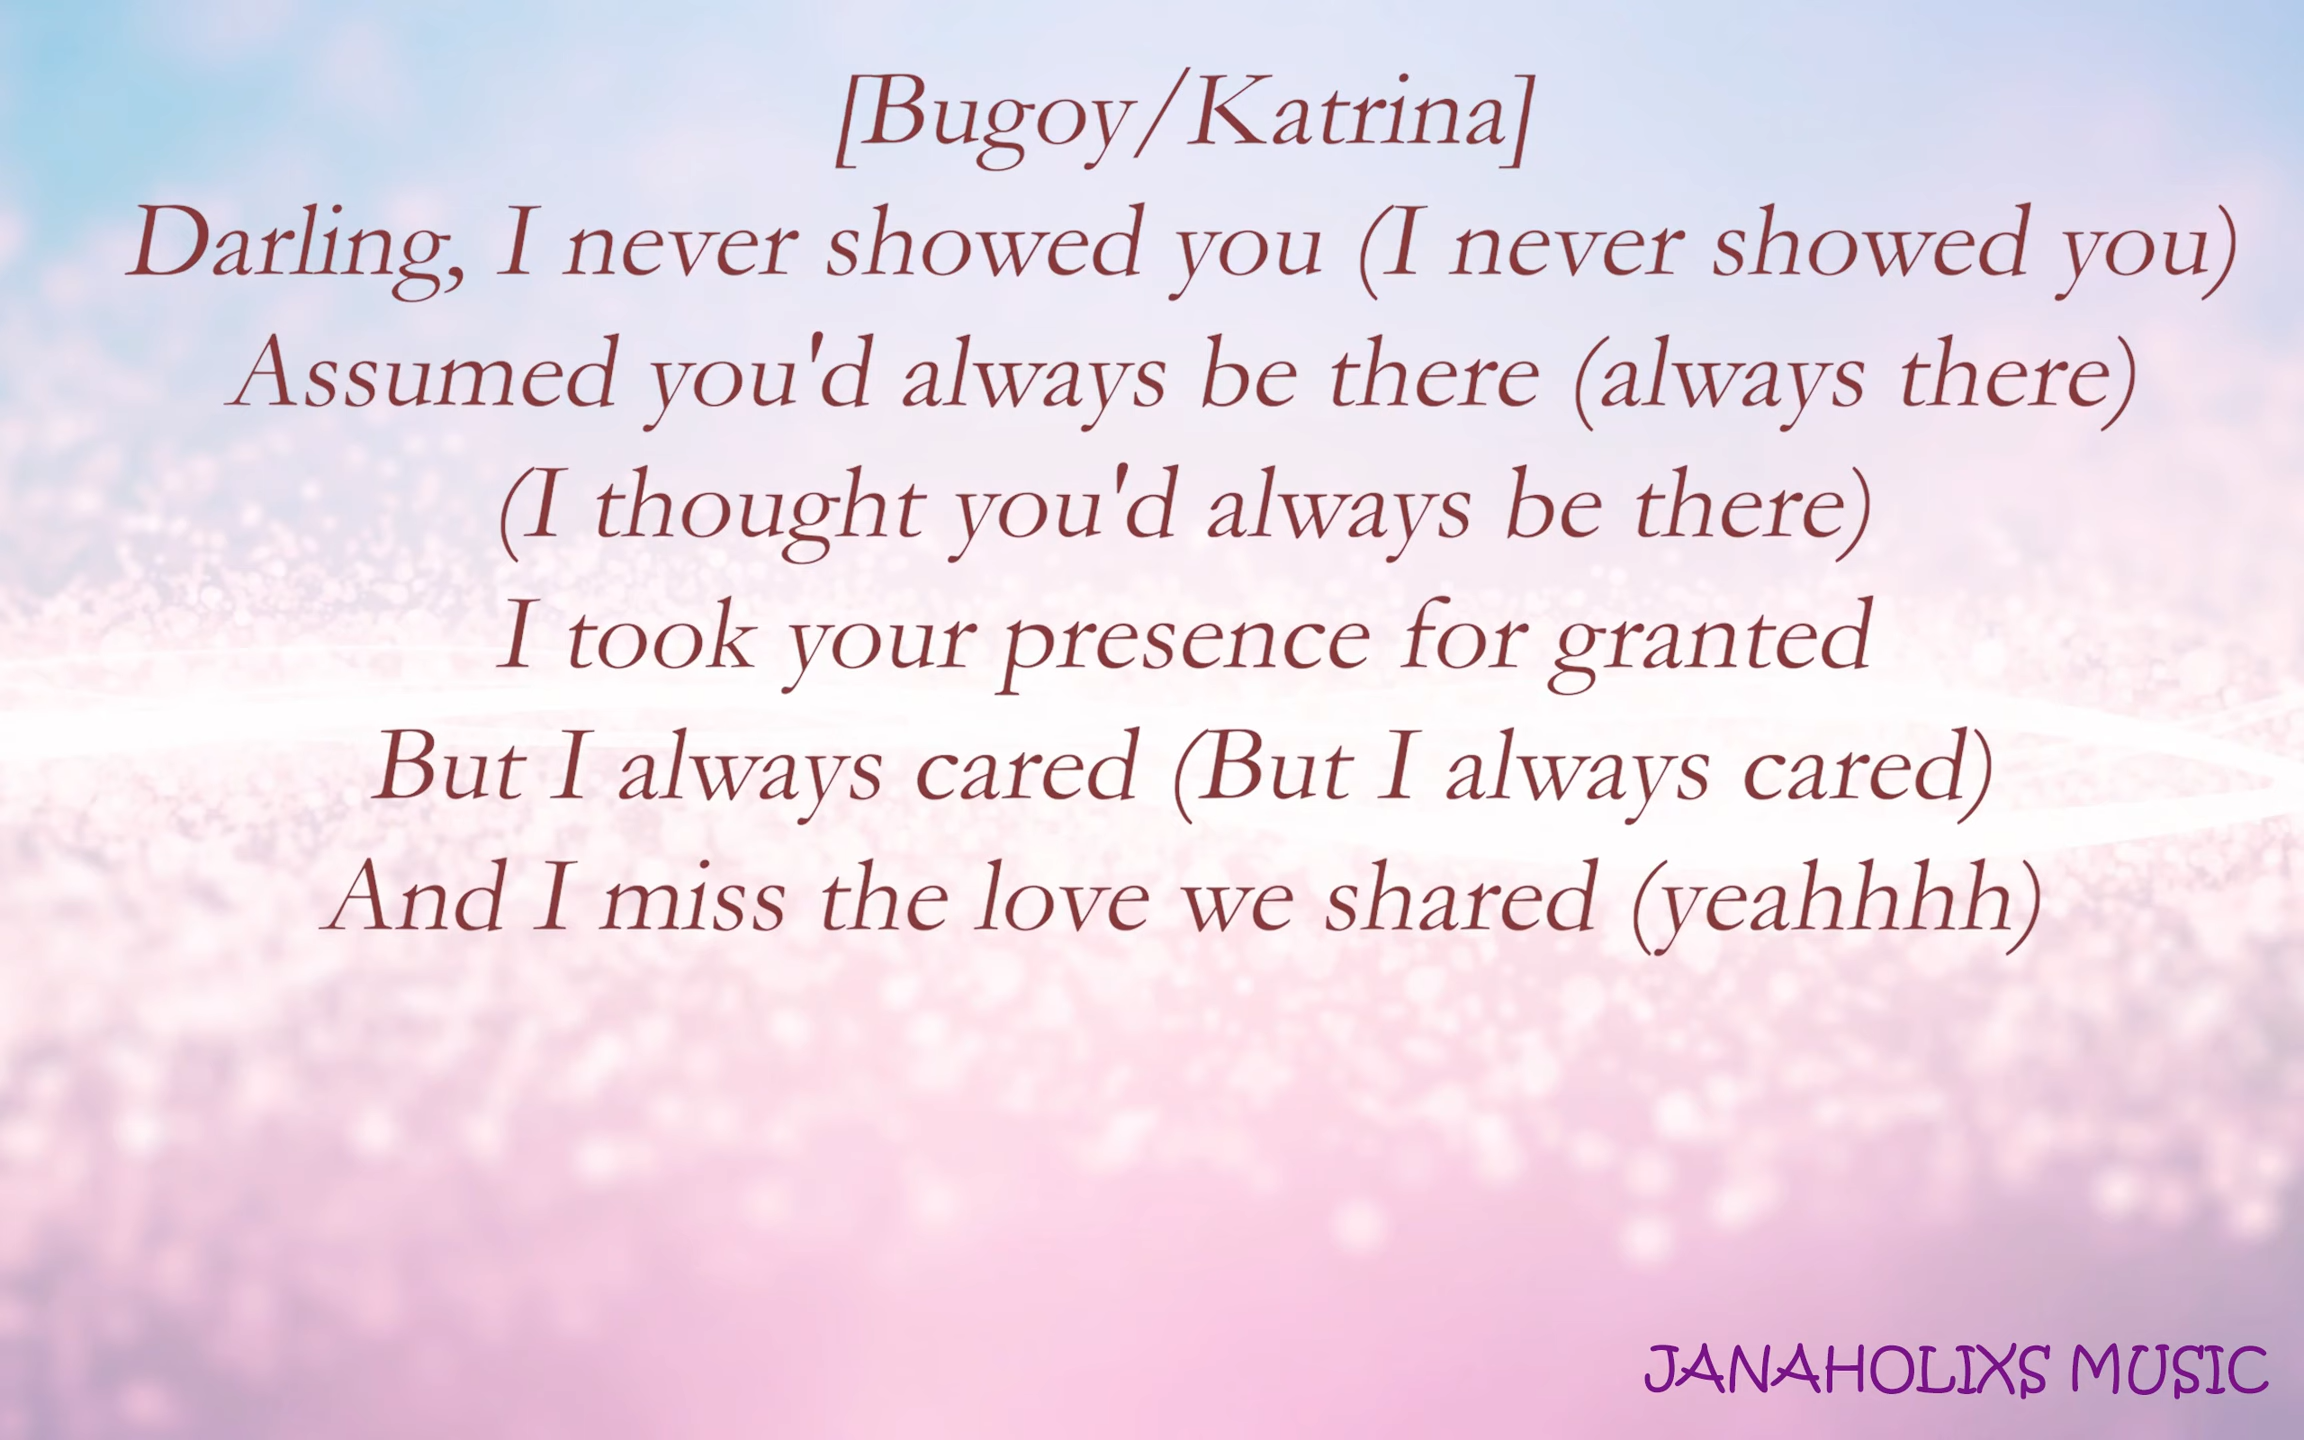 [Bugoy/Katrina]
Darling, I never showed you (I never showed you)
Assumed you'd always be there (always there)
(I thought you'd always be there)
I took your presence for granted
But I always cared (But I always cared)
And I miss the love we shared (yeahhhh)
JANAHOLIXS MUSIC